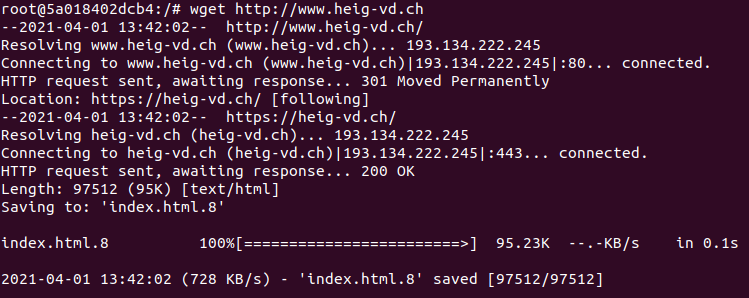 root@5a018402dcb4:/# wget http://www.heig-vd.ch
--2021-04-01 13:42:02--  http://www.heig-vd.ch/
Resolving www.heig-vd.ch (www.heig-vd.ch)... 193.134.222.245
Connecting to www.heig-vd.ch (www.heig-vd.ch)|193.134.222.245|:80... connected.
HTTP request sent, awaiting response... 301 Moved Permanently
Location: https://heig-vd.ch/ [following]
--2021-04-01 13:42:02--  https://heig-vd.ch/
Resolving heig-vd.ch (heig-vd.ch)... 193.134.222.245
Connecting to heig-vd.ch (heig-vd.ch)|193.134.222.245|:443... connected.
HTTP request sent, awaiting response... 200 OK
Length: 97512 (95K) [text/html]
Saving to: 'index.html.8'
index.html.8          100%[========================>]  95.23K  --.-KB/s    in 0.1s
2021-04-01 13:42:02 (728 KB/s) - 'index.html.8' saved [97512/97512]